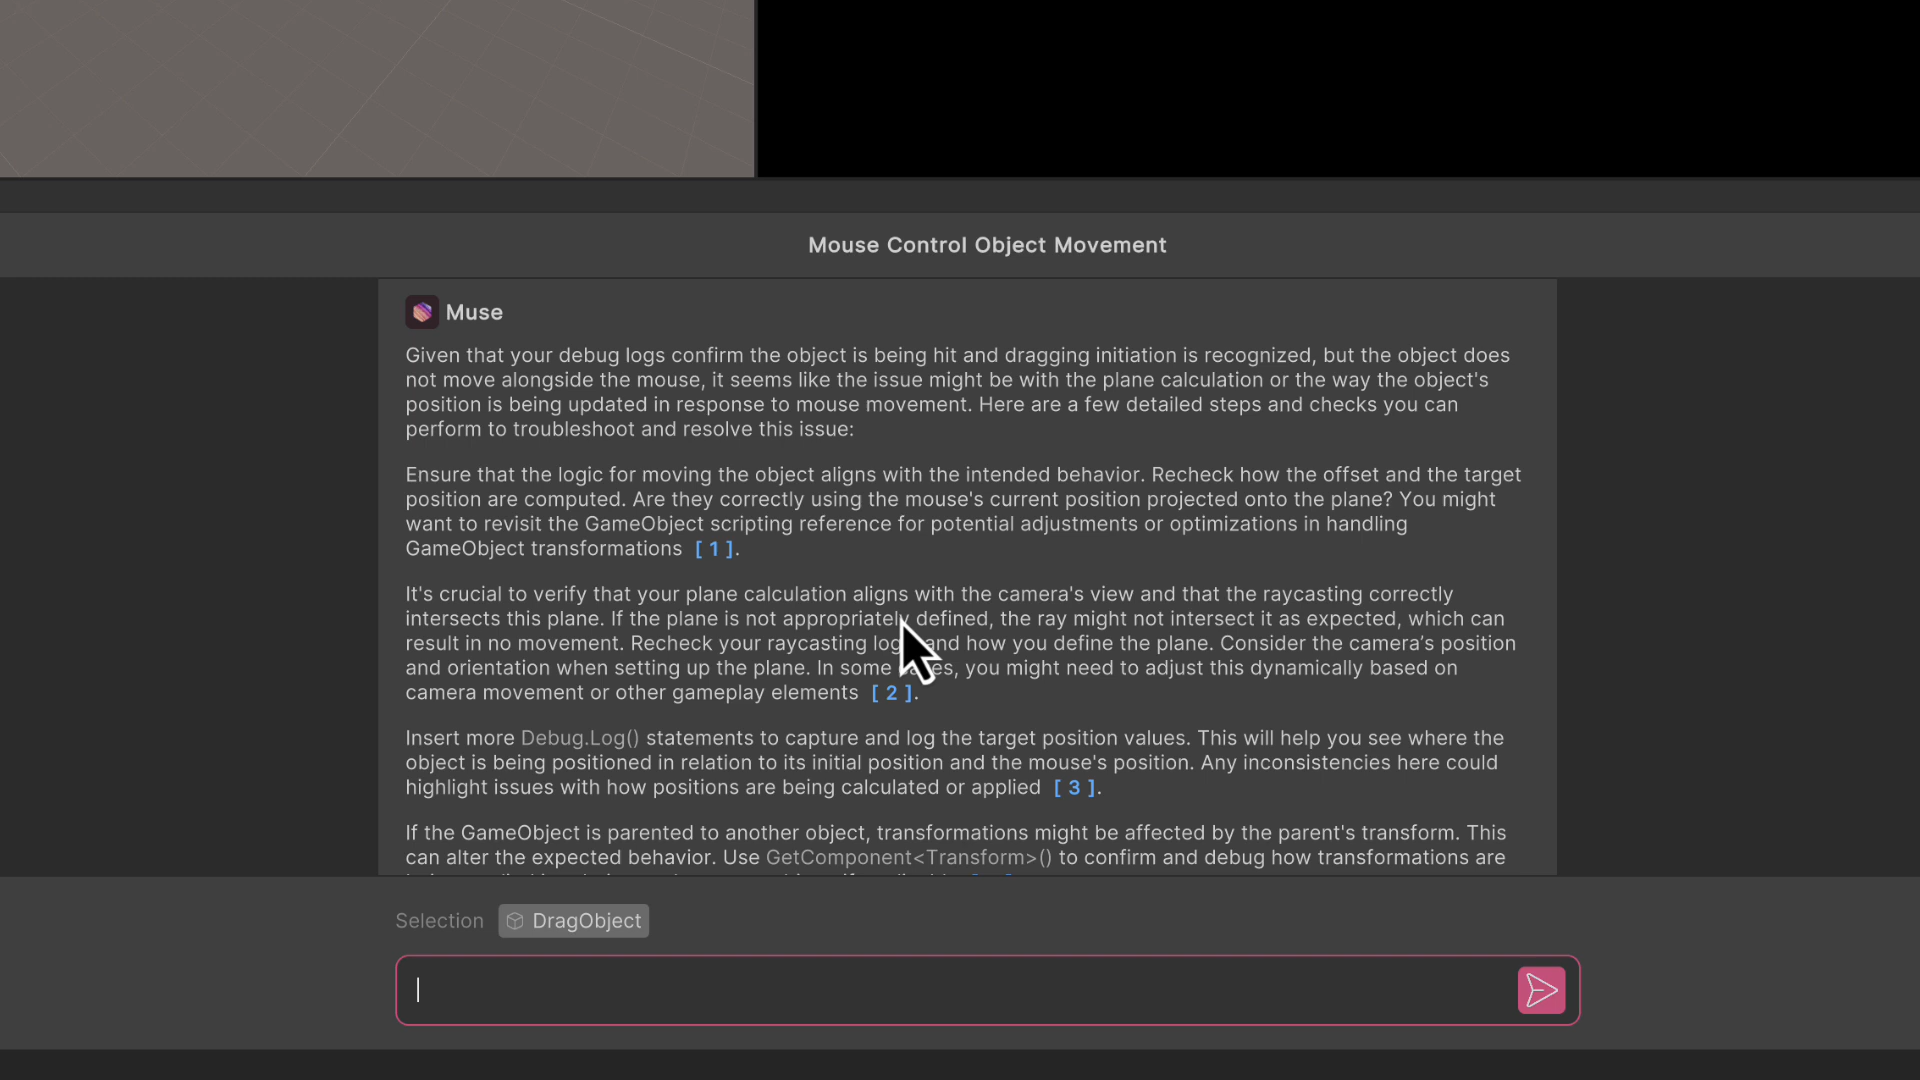 Mouse Control Object Movement
Muse
Given that your debug logs confirm the object is being hit and dragging initiation is recognized, but the object does
not move alongside the mouse, it seems like the issue might be with the plane calculation or the way the object's
position is being updated in response to mouse movement. Here are a few detailed steps and checks you can
perform to troubleshoot and resolve this issue:
Ensure that the logic for moving the object aligns with the intended behavior. Recheck how the offset and the target
position are computed. Are they correctly using the mouse's current position projected onto the plane? You might
want to revisit the GameObject scripting reference for potential adjustments or optimizations in handling
GameObject transformations [ 1 ].
It's crucial to verify that your plane calculation aligns with the camera's view and that the raycasting correctly
intersects this plane. If the plane is not appropriately defined, the ray might not intersect it as expected, which can
result in no movement. Recheck your raycasting and how you define the plane. Consider the camera’s position
and orientation when setting up the plane. In some you might need to adjust this dynamically based on
camera movement or other gameplay elements [ 2 ].
Insert more Debug.Log() statements to capture and log the target position values. This will help you see where the
object is being positioned in relation to its initial position and the mouse's position. Any inconsistencies here could
highlight issues with how positions are being calculated or applied [ 3 ].
If the GameObject is parented to another object, transformations might be affected by the parent's transform. This
can alter the expected behavior. Use GetComponent<Transform>() to confirm and debug how transformations are
Selection DragObject